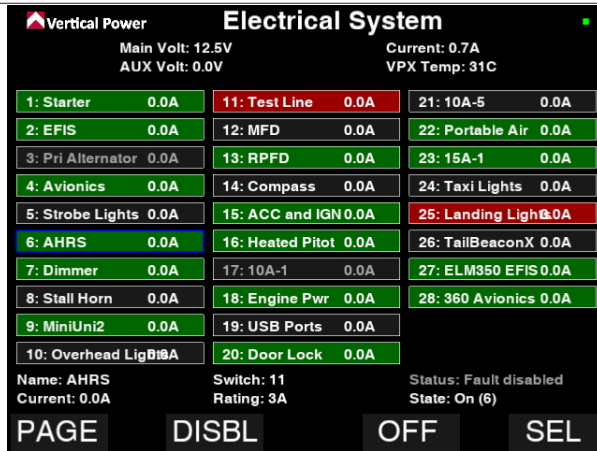 Vertical Power Electrical System
Main Volt: 12.5V Current: 0.7A
AUX Volt: 0.0V VPX Temp: 31C
1: Starter 0.0A 11: Test Line 0.0A 21: 10A-5 0.0A
2: EFIS 0.0A 12: MFD 0.0A 22: Portable Air 0.0A
3: Pri Alternator 0.0A 13: RPFD 0.0A 23: 15A-1 0.0A
4: Avionics 0.0A 14: Compass 0.0A 24: Taxi Lights 0.0A
5: Strobe Lights 0.0A 15: ACC and IGN 0.0A 25: Landing Lights 0.0A
6: AHRS 0.0A 16: Heated Pitot 0.0A 26: TailBeaconX 0.0A
7: Dimmer 0.0A 17: 10A-1 0.0A 27: ELM350 EFIS 0.0A
8: Stall Horn 0.0A 18: Engine Pwr 0.0A 28: 360 Avionics 0.0A
9: MiniUni2 0.0A 19: USB Ports 0.0A
10: Overhead Lights 0.0A 20: Door Lock 0.0A
Name: AHRS Switch: 11 Status: Fault disabled
Current: 0.0A Rating: 3A State: On (6)
PAGE DISBL OFF SEL